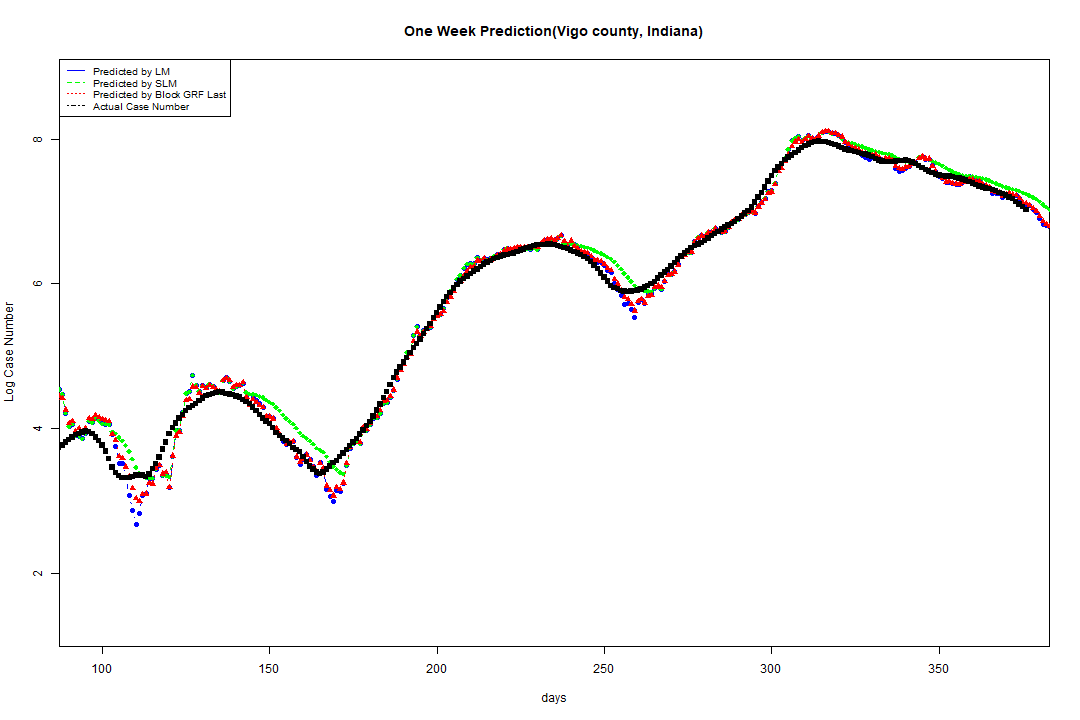 One Week Prediction(Vigo county, Indiana)
Predicted by LM
Predicted by SLM
Predicted by Block GRF Last
Actual Case Number
8
6
4
2
Log Case Number
100 150 200 250 300 350
days